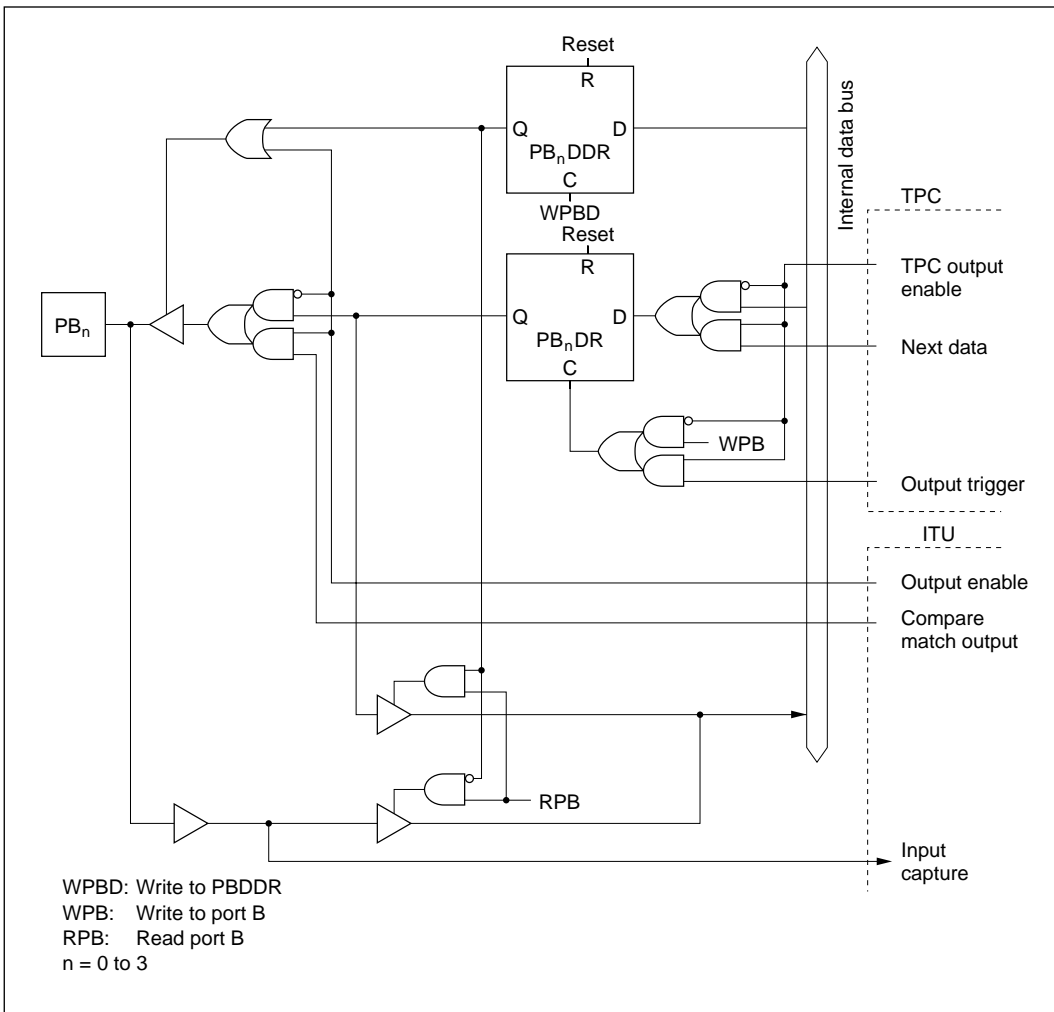 Reset
R
Q D
PBnDDR
C
WPBD
Internal data bus
TPC
Reset
R
TPC output
enable
PBn
Q D
PBnDR
C
Next data
WPB
Output trigger
ITU
Output enable
Compare
match output
RPB
Input
capture
WPBD: Write to PBDDR
WPB: Write to port B
RPB: Read port B
n = 0 to 3